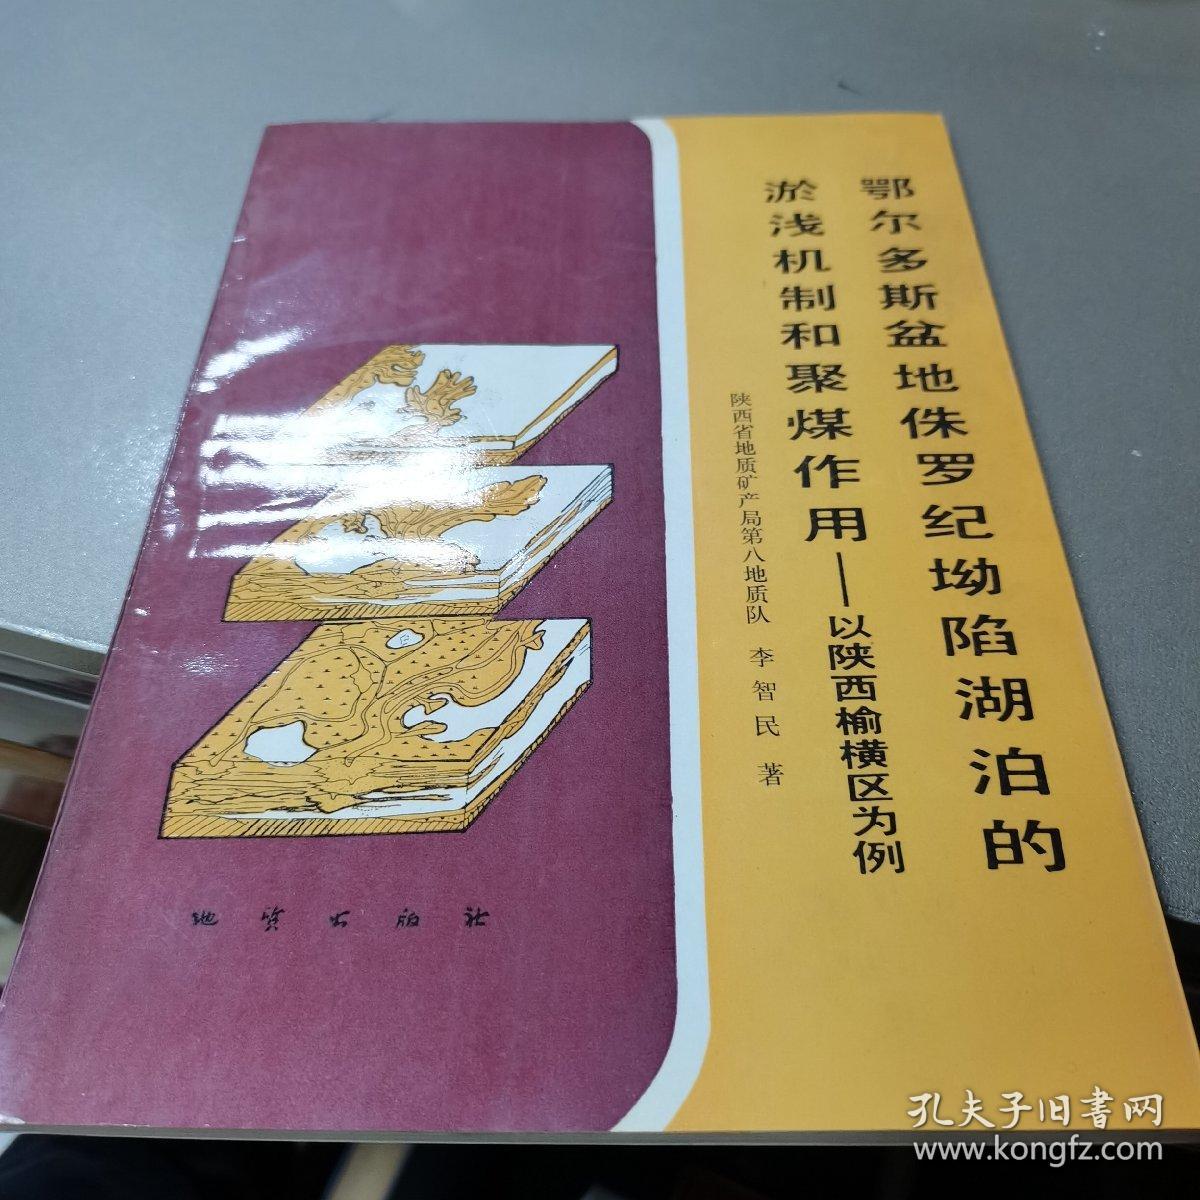 鄂尔多斯盆地侏罗纪坳陷湖泊的
淤浅机制和聚煤作用——以陕西榆横区为例
陕西省地质矿产局第八地质队 李智民 著
地质出版社
孔夫子旧书网
www.kongfz.com